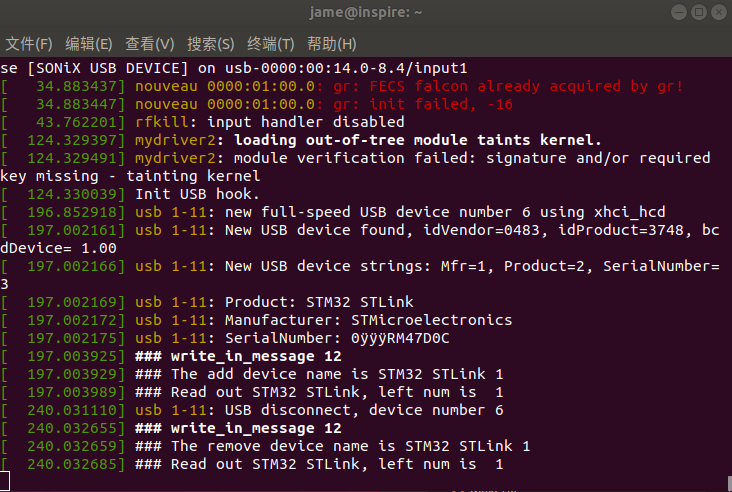 jame@inspire: ~
文件(F) 编辑(E) 查看(V) 搜索(S) 终端(T) 帮助(H)
se [SONiX USB DEVICE] on usb-0000:00:14.0-8.4/input1
[   34.883437] nouveau 0000:01:00.0: gr: FECS falcon already acquired by gr!
[   34.883447] nouveau 0000:01:00.0: gr: init failed, -16
[   43.762201] rfkill: input handler disabled
[  124.329397] mydriver2: loading out-of-tree module taints kernel.
[  124.329491] mydriver2: module verification failed: signature and/or required
key missing - tainting kernel
[  124.330039] Init USB hook.
[  196.852918] usb 1-11: new full-speed USB device number 6 using xhci_hcd
[  197.002161] usb 1-11: New USB device found, idVendor=0483, idProduct=3748, bc
dDevice= 1.00
[  197.002166] usb 1-11: New USB device strings: Mfr=1, Product=2, SerialNumber=
3
[  197.002169] usb 1-11: Product: STM32 STLink
[  197.002172] usb 1-11: Manufacturer: STMicroelectronics
[  197.002175] usb 1-11: SerialNumber: 0ÿÿÿRM47D0C
[  197.003925] ### write_in_message 12
[  197.003929] ### The add device name is STM32 STLink 1
[  197.003989] ### Read out STM32 STLink, left num is  1
[  240.031110] usb 1-11: USB disconnect, device number 6
[  240.032655] ### write_in_message 12
[  240.032659] ### The remove device name is STM32 STLink 1
[  240.032685] ### Read out STM32 STLink, left num is  1